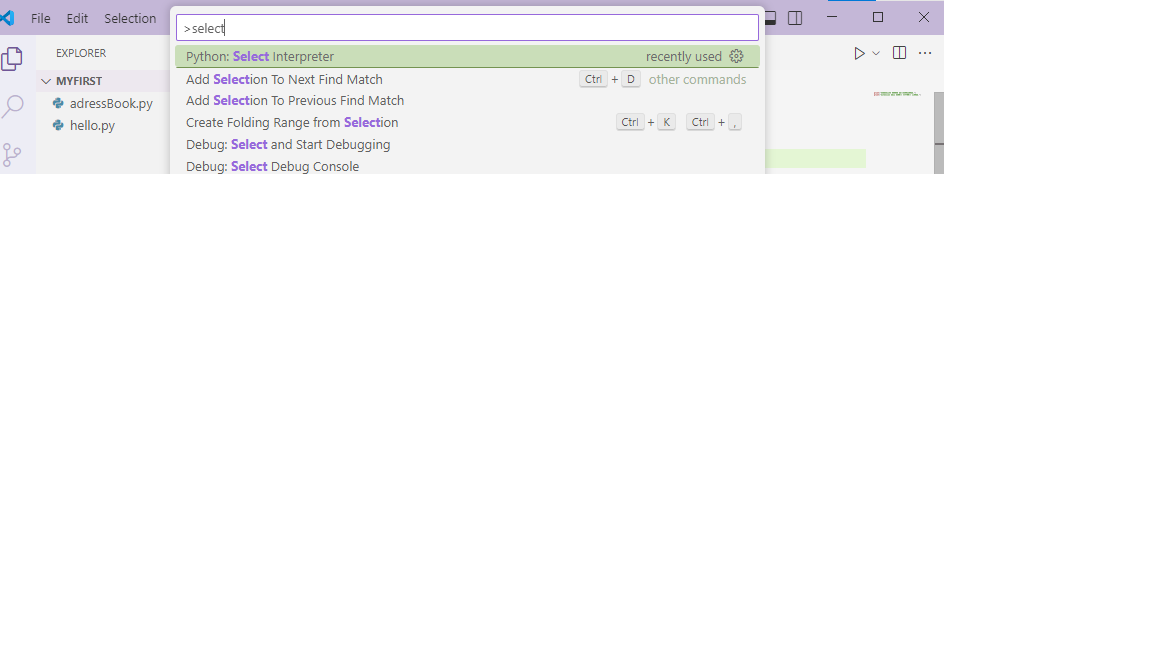 File Edit Selection
>select
EXPLORER
Python: Select Interpreter recently used
MYFIRST
Add Selection To Next Find Match Ctrl + D other commands
adressBook.py
Add Selection To Previous Find Match
hello.py
Create Folding Range from Selection Ctrl + K Ctrl + ,
Debug: Select and Start Debugging
Debug: Select Debug Console